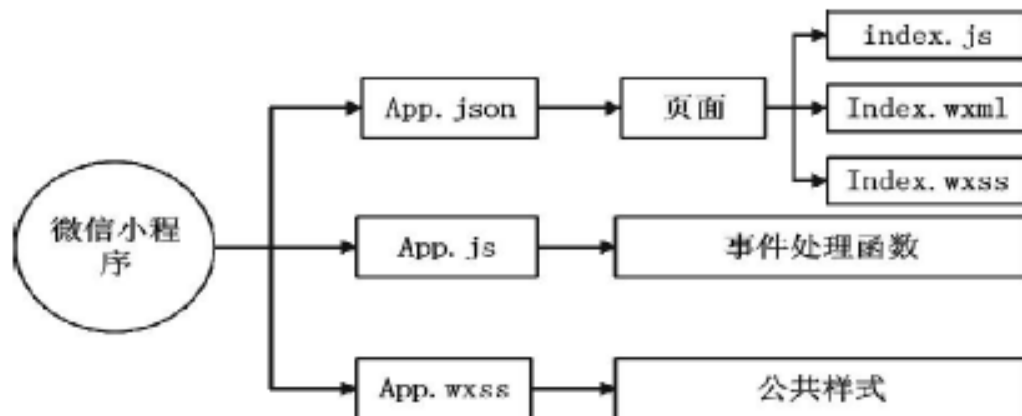 index.js
App.json
页面
Index.wxml
Index.wxss
微信小程
序
App.js
事件处理函数
App.wxss
公共样式